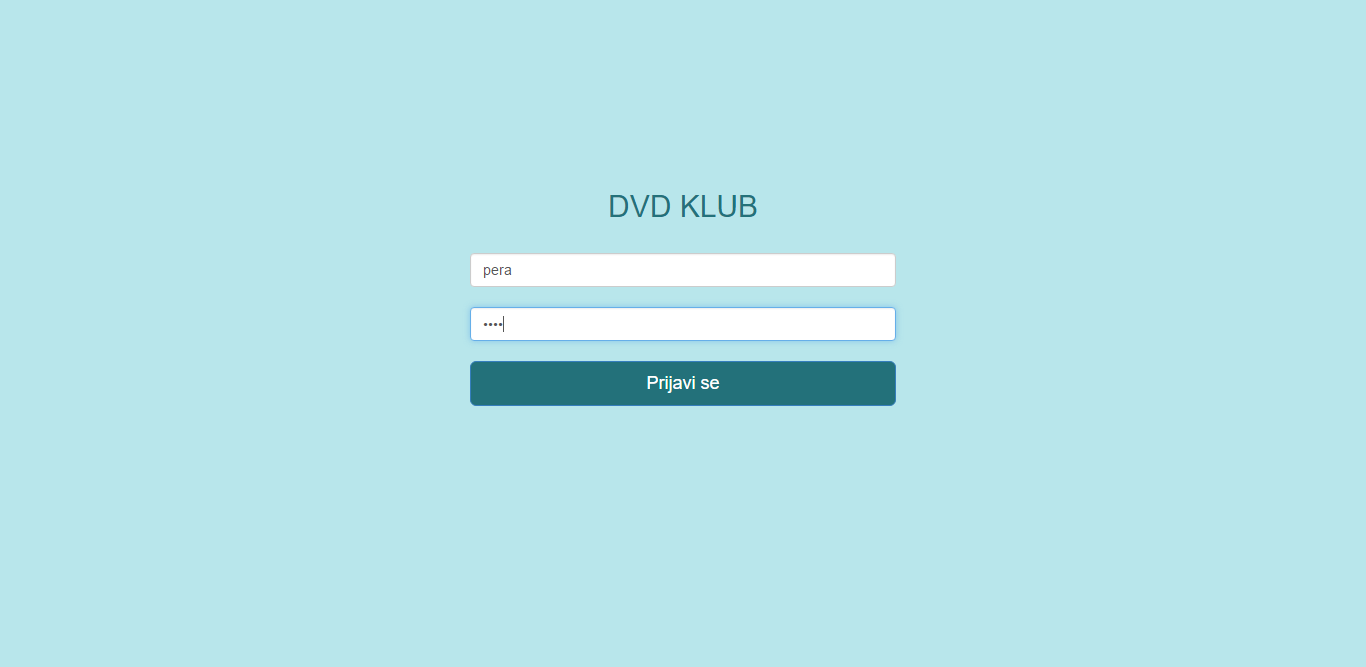 DVD KLUB
pera
••••
Prijavi se